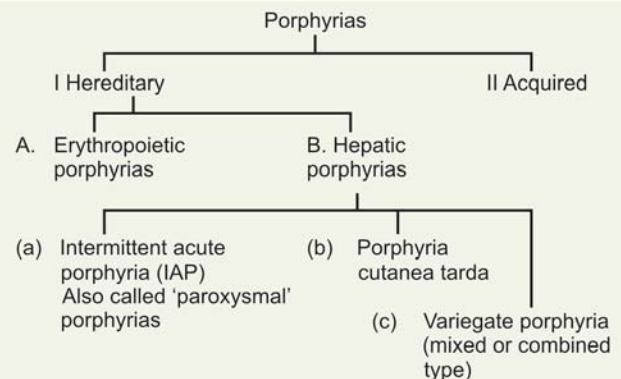 Porphyrias
I Hereditary
II Acquired
A. Erythropoietic
porphyrias
B. Hepatic
porphyrias
(a) Intermittent acute
porphyria (IAP)
Also called ‘paroxysmal’
porphyrias
(b) Porphyria
cutanea tarda
(c) Variegate porphyria
(mixed or combined
type)